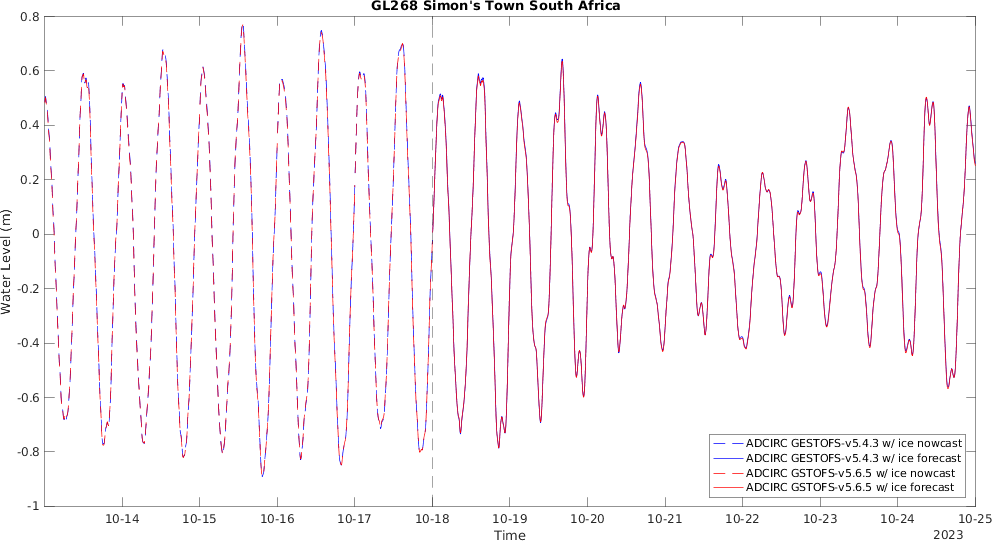 GL268 Simon's Town South Africa
Water Level (m)
0.8
0.6
0.4
0.2
0
-0.2
-0.4
-0.6
-0.8
-1
ADCIRC GESTOFS-v5.4.3 w/ ice nowcast
ADCIRC GESTOFS-v5.4.3 w/ ice forecast
ADCIRC GSTOFS-v5.6.5 w/ ice nowcast
ADCIRC GSTOFS-v5.6.5 w/ ice forecast
10-14 10-15 10-16 10-17 10-18 10-19 10-20 10-21 10-22 10-23 10-24 10-25
Time
2023